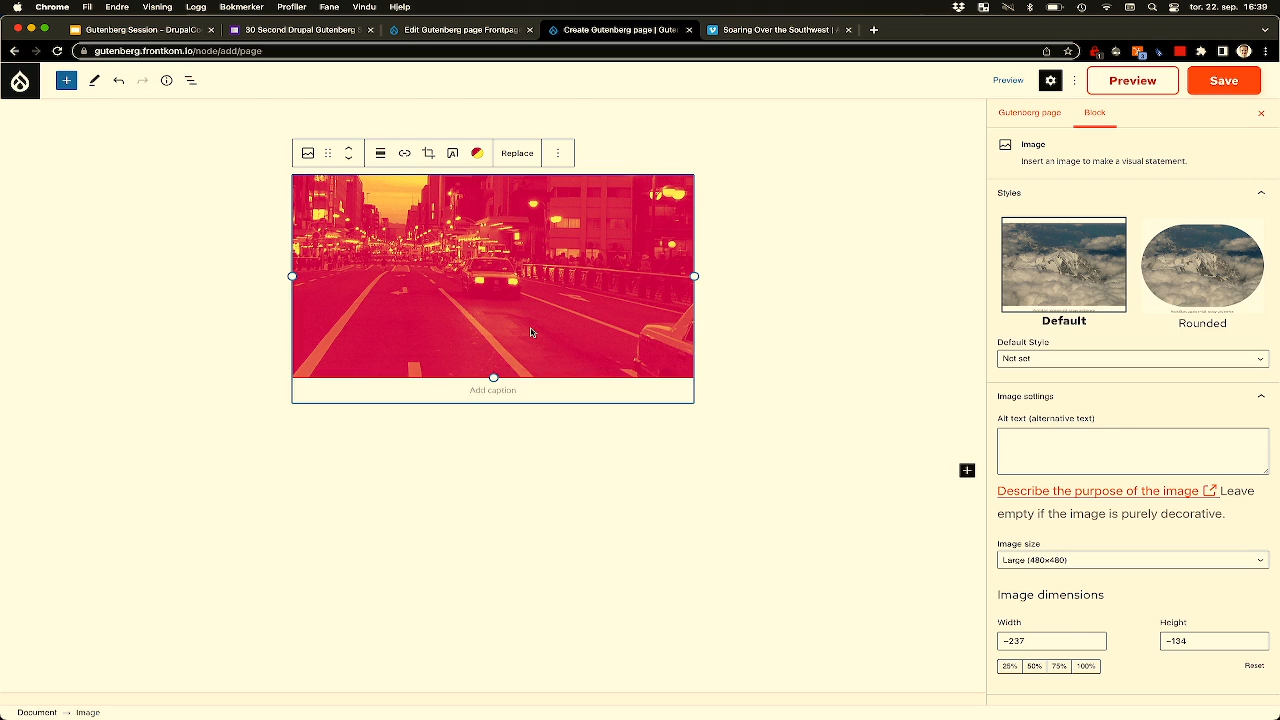 Chrome Fil Endre Visning Logg Bokmerker Profiler Fane Vindu Hjelp tor. 22. sep. 16:39
Gutenberg Session - DrupalCo 30 Second Drupal Gutenberg S Edit Gutenberg page Frontpag Create Gutenberg page | Guter Soaring Over the Southwest | A
gutenberg.frontkom.io/node/add/page
Preview Preview Save
Gutenberg page Block
Image
Insert an image to make a visual statement.
Styles
Default
Rounded
Default Style
Not set
Image settings
Alt text (alternative text)
Describe the purpose of the image Leave
empty if the image is purely decorative.
Image size
Large (480×480)
Image dimensions
Width Height
-237 -134
25% 50% 75% 100% Reset
Replace
Add caption
Document → Image